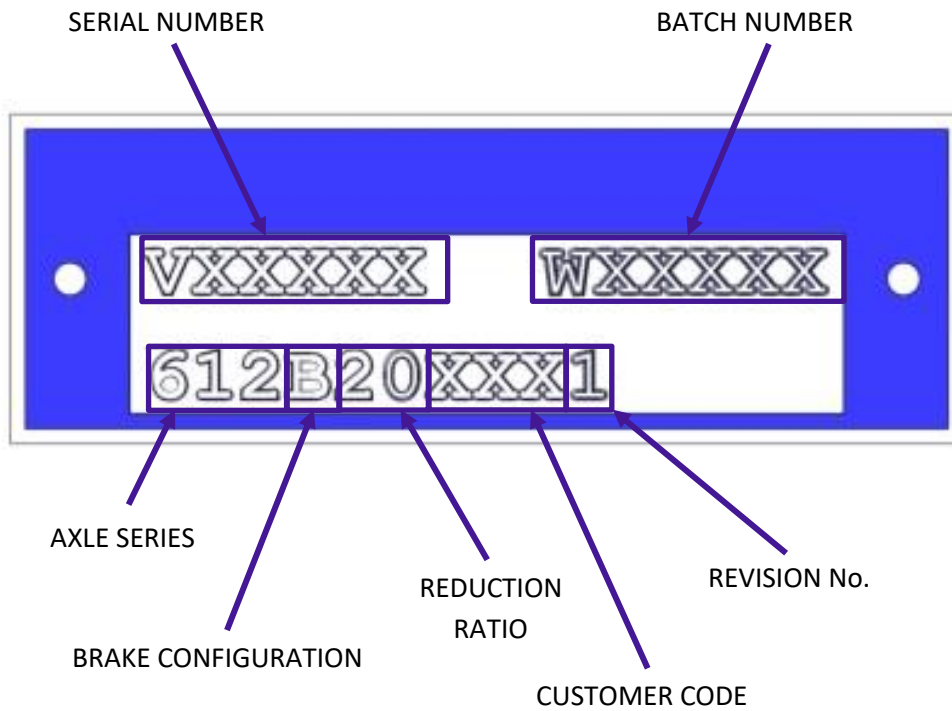 SERIAL NUMBER
BATCH NUMBER
VXXXXX
WXXXXX
612B20XXX1
AXLE SERIES
REDUCTION
RATIO
REVISION No.
BRAKE CONFIGURATION
CUSTOMER CODE